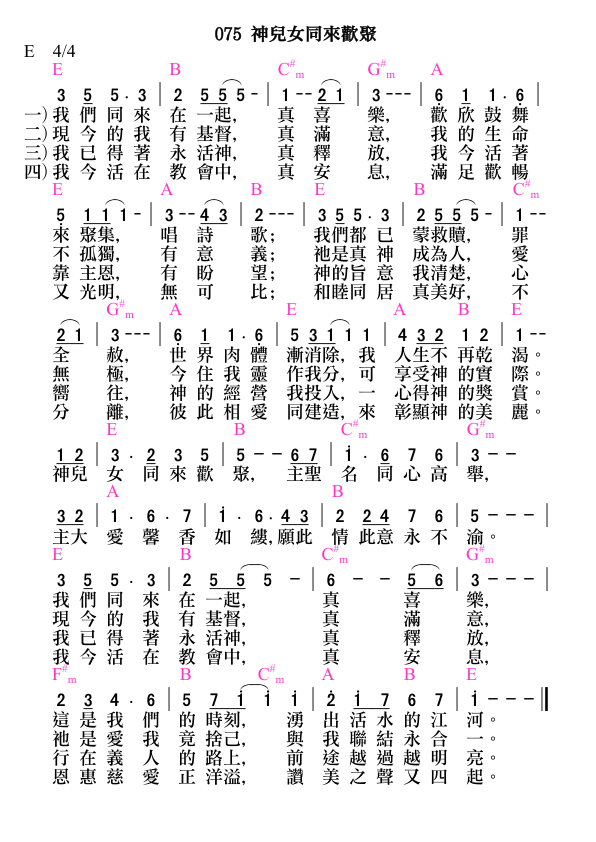 075 神兒女同來歡聚
E 4/4
E B C#m G#m A
3 5 5· 3 | 2 5 5 5 - | 1 -- 2 1 | 3 --- | 6 1 1· 6 |
一)我們同來 在一起, 真喜樂, 歡欣鼓舞
二)現今的我 有基督, 真滿意, 我的生命
三)我已得著 永活神, 真釋放, 我今活著
四)我今活在 教會中, 真安息, 滿足歡暢
E A B E B C#m
5 1 1 1 - | 3 -- 4 3 | 2 --- | 3 5 5· 3 | 2 5 5 5 - | 1 --
來聚集, 唱詩歌; 我們都已 蒙救贖, 罪
不孤獨, 有意義; 祂是真神 成為人, 愛
靠主恩, 有盼望; 神的旨意 我清楚, 心
又光明, 無可比; 和睦同居 真美好, 不
G#m A E A B E
2 1 | 3 --- | 6 1 1· 6 | 5 3 1 1 1 | 4 3 2 1 2 | 1 --
全赦, 世界肉體 漸消除,我 人生不再乾渴。
無極, 今住我靈 作我分,可 享受神的實際。
嚮往, 神的經營 我投入,一 心得神的獎賞。
分離, 彼此相愛 同建造,來 彰顯神的美麗。
E B C#m G#m
1 2 | 3· 2 3 5 | 5 -- 6 7 | 1· 6 7 6 | 3 --
神兒 女同來歡 聚, 主聖 名同心高 舉,
A B
3 2 | 1· 6· 7 | 1· 6· 4 3 | 2 2 4 7 6 | 5 ---
主大 愛馨香 如縷,願此 情此意永不 渝。
E B C#m G#m
3 5 5· 3 | 2 5 5 5 - | 6 -- 5 6 | 3 --- |
我們同來 在一起, 真喜樂,
現今的我 有基督, 真滿意,
我已得著 永活神, 真釋放,
我今活在 教會中, 真安息,
F#m B C#m A B E
2 3 4· 6 | 5 7 1 1 1 | 2 1 7 6 7 | 1 --- ||
這是我們 的時刻, 湧出活水的江河。
祂是愛我 竟捨己, 與我聯結永合一。
行在義人 的路上, 前途越過越明亮。
恩惠慈愛 正洋溢, 讚美之聲又四起。